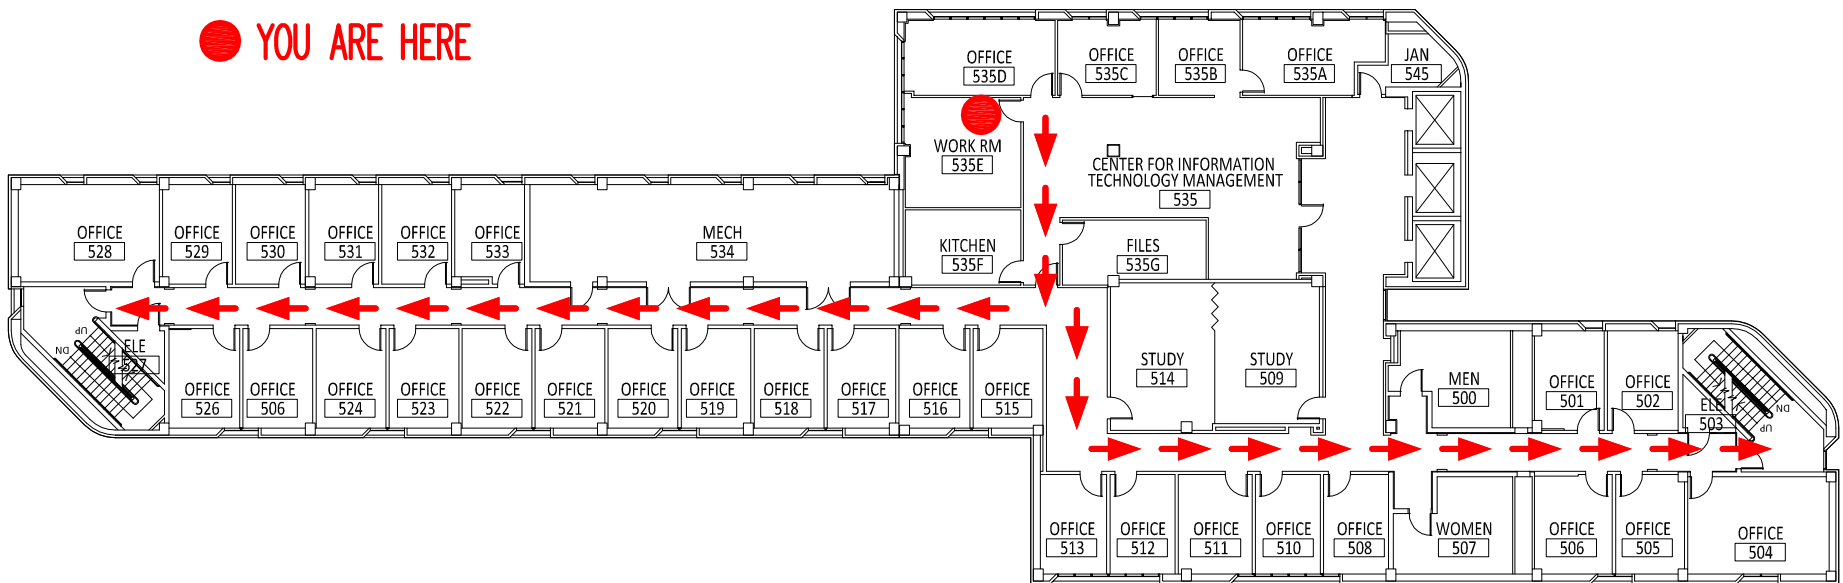 YOU ARE HERE
OFFICE
535D
OFFICE
535C
OFFICE
535B
OFFICE
535A
JAN
545
WORK RM
535E
CENTER FOR INFORMATION
TECHNOLOGY MANAGEMENT
535
OFFICE
528
OFFICE
529
OFFICE
530
OFFICE
531
OFFICE
532
OFFICE
533
MECH
534
KITCHEN
535F
FILES
535G
UP
DN
ELE
527
OFFICE
526
OFFICE
506
OFFICE
524
OFFICE
523
OFFICE
522
OFFICE
521
OFFICE
520
OFFICE
519
OFFICE
518
OFFICE
517
OFFICE
516
OFFICE
515
STUDY
514
STUDY
509
MEN
500
OFFICE
501
OFFICE
502
ELE
503
DN
UP
OFFICE
513
OFFICE
512
OFFICE
511
OFFICE
510
OFFICE
508
WOMEN
507
OFFICE
506
OFFICE
505
OFFICE
504